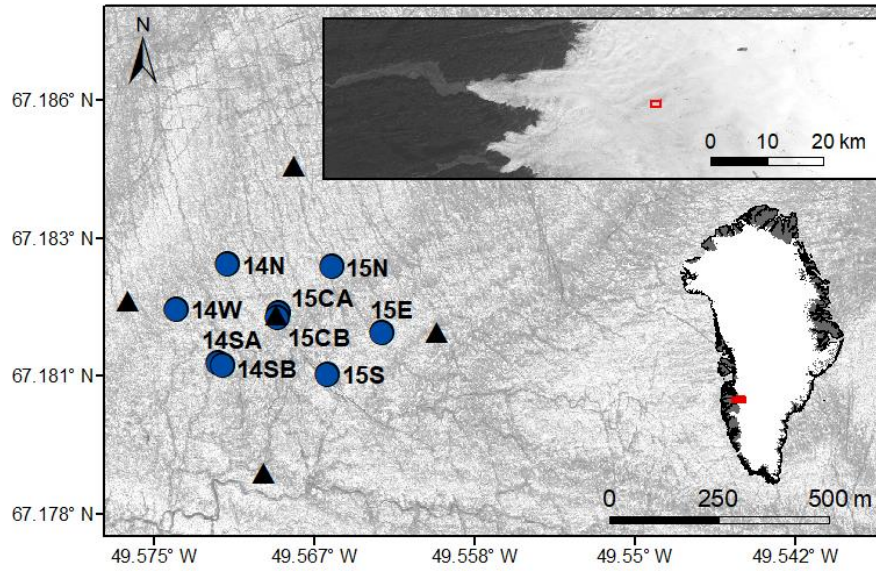 N
67.186° N
0 10 20 km
67.183° N
14N
15N
15CA
14W
15E
14SA
15CB
14SB
15S
67.181° N
0 250 500 m
67.178° N
49.575° W 49.567° W 49.558° W 49.55° W 49.542° W